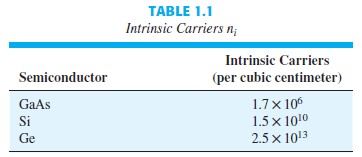 TABLE 1.1
Intrinsic Carriers nᵢ
Intrinsic Carriers
Semiconductor (per cubic centimeter)
GaAs 1.7 × 10⁶
Si 1.5 × 10¹⁰
Ge 2.5 × 10¹³